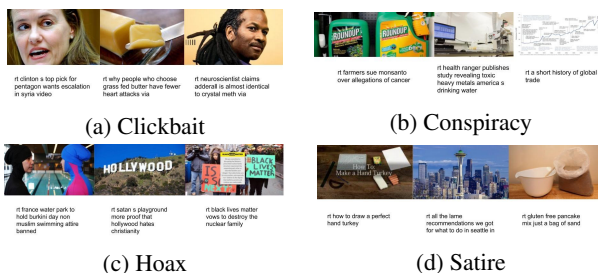 rt clinton s top pick for
pentagon wants escalation
in syria video
rt why people who choose
grass fed butter have fewer
heart attacks via
rt neuroscientist claims
adderall is almost identical
to crystal meth via
(a) Clickbait
ROUNDUP
ROUNDUP
rt farmers sue monsanto
over allegations of cancer
rt health ranger publishes
study revealing toxic
heavy metals america s
drinking water
rt a short history of global
trade
(b) Conspiracy
HOLLYWOOD
IS A
#BLACK
LIVES
MATTER
rt france water park to
hold burkini day non
muslim swimming attire
banned
rt satan s playground
more proof that
hollywood hates
christianity
rt black lives matter
vows to destroy the
nuclear family
(c) Hoax
How To
Make a Hand Turkey
rt how to draw a perfect
hand turkey
rt all the lame
recommendations we got
for what to do in seattle in
rt gluten free pancake
mix just a bag of sand
(d) Satire